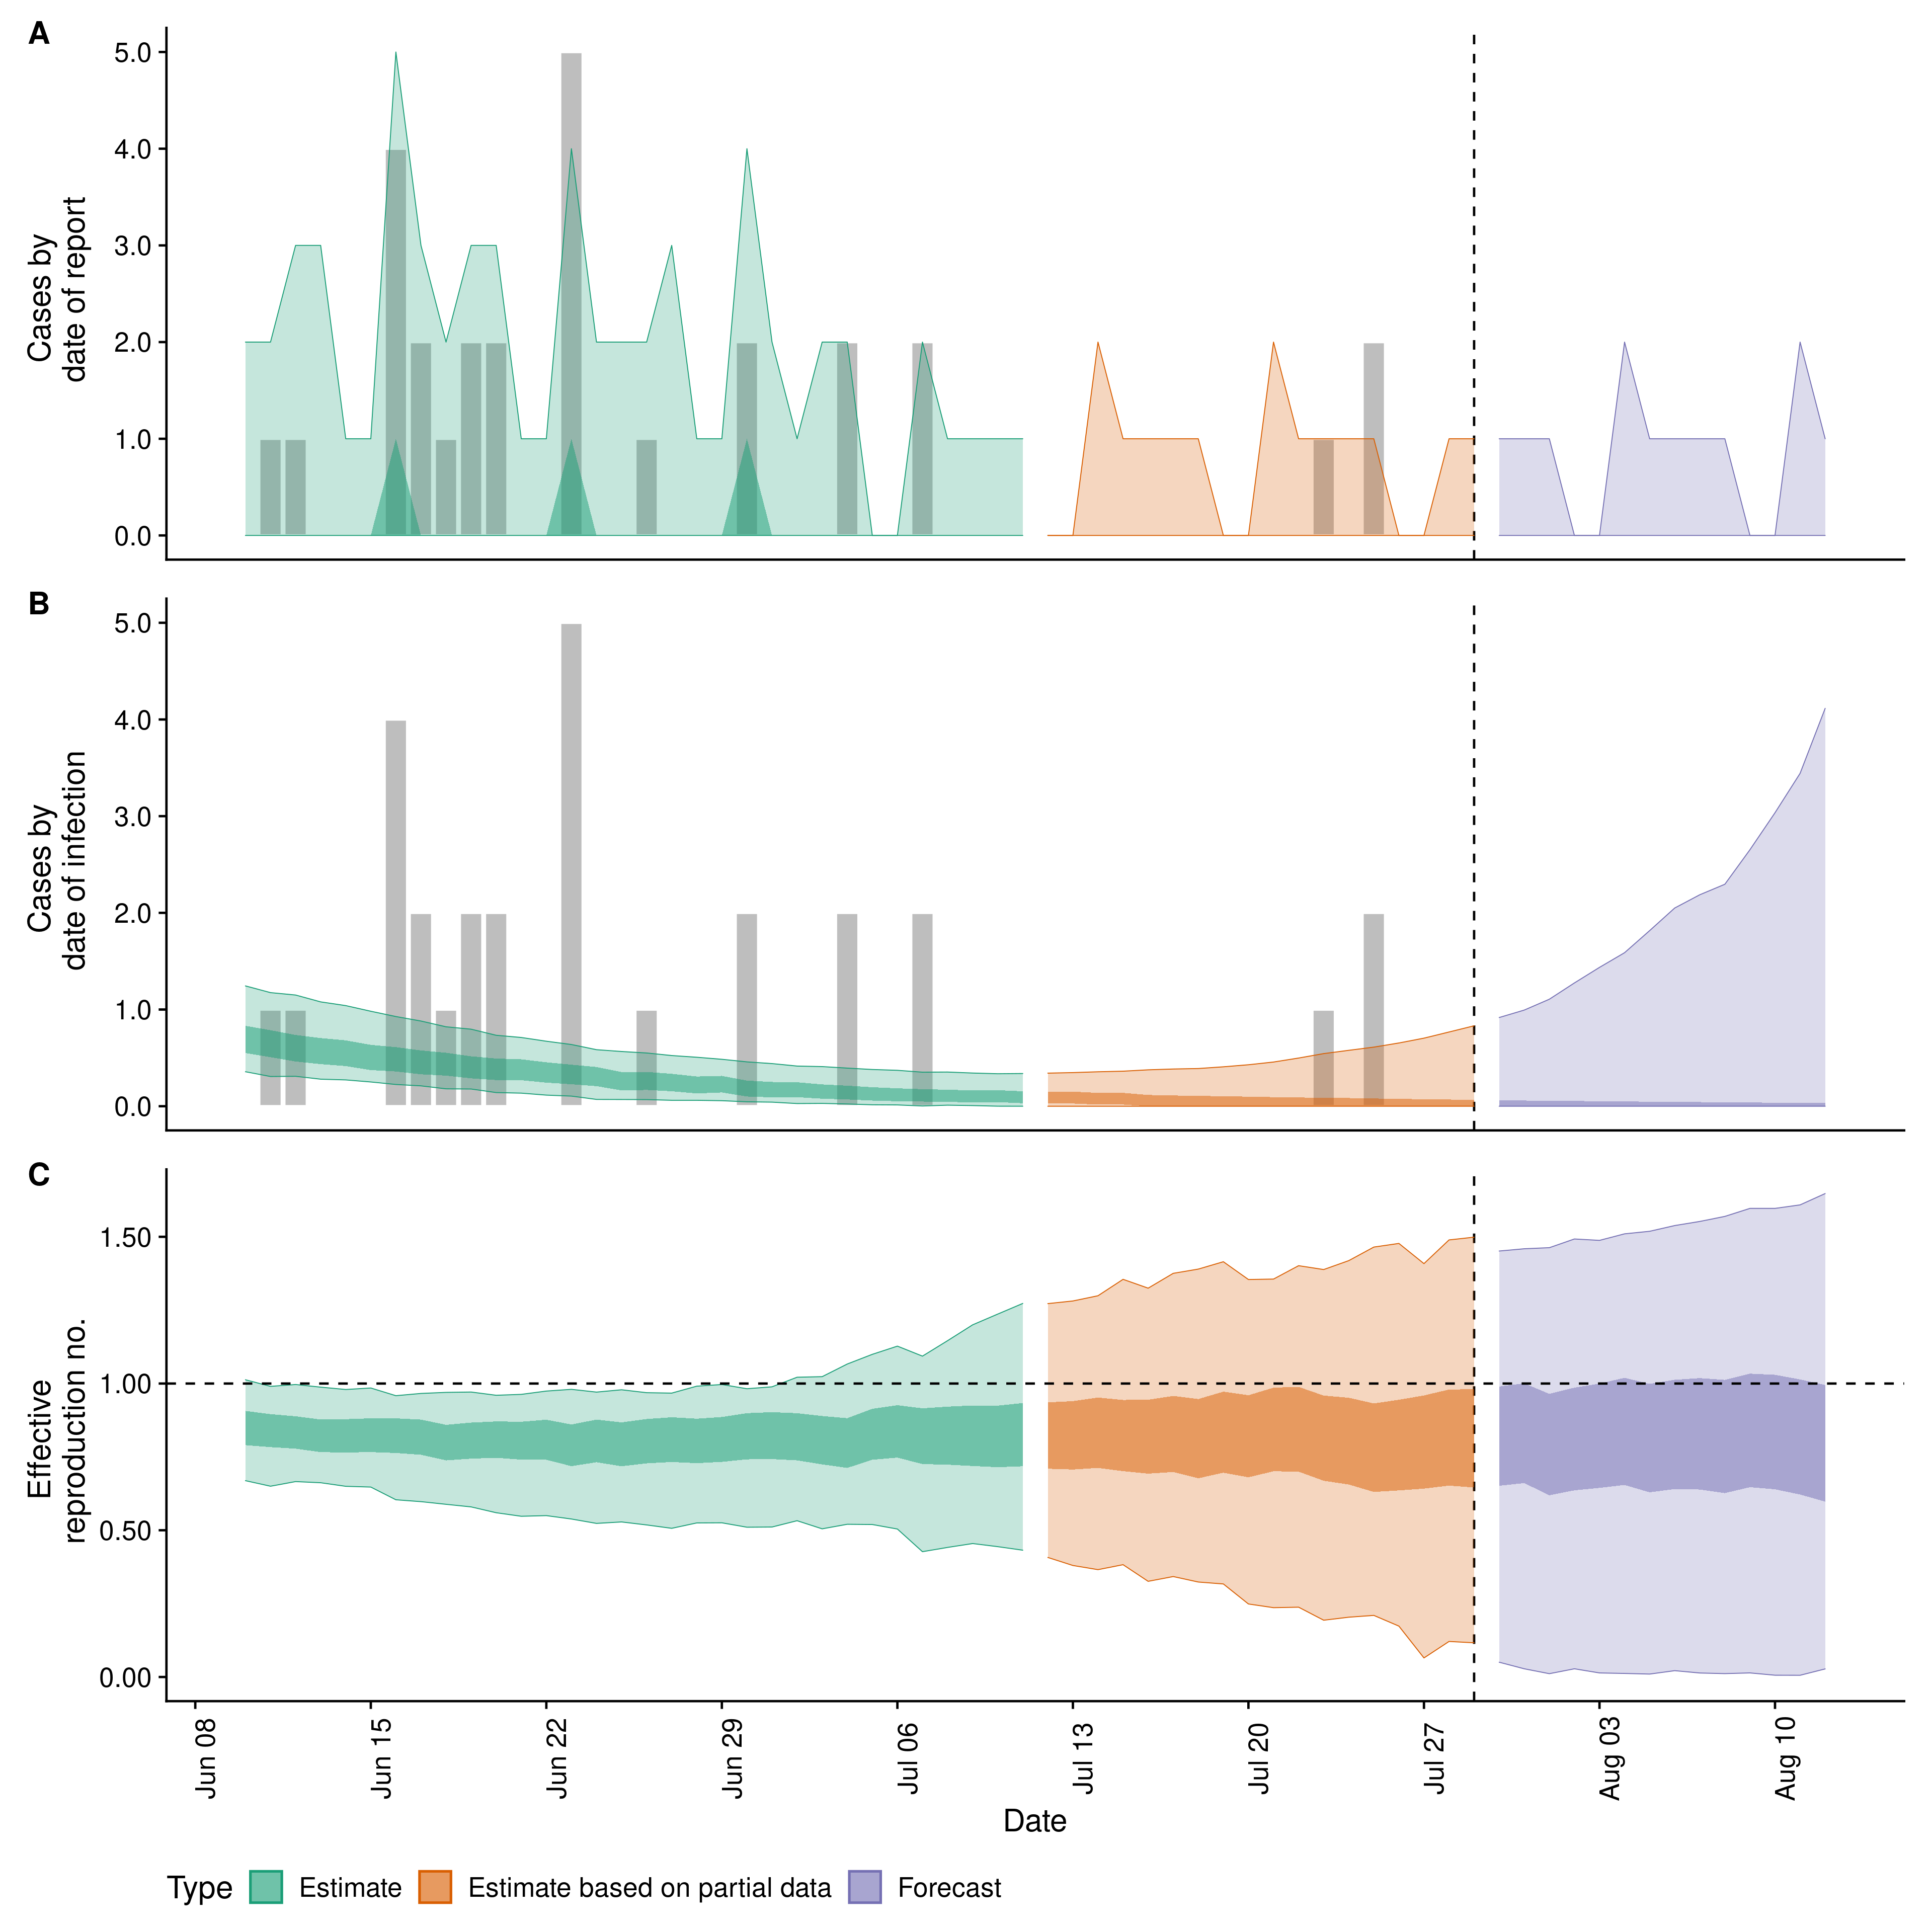 A
5.0
4.0
3.0
2.0
1.0
0.0
Cases by
date of report
B
5.0
4.0
3.0
2.0
1.0
0.0
Cases by
date of infection
C
1.50
1.00
0.50
0.00
Effective
reproduction no.
Jun 08
Jun 15
Jun 22
Jun 29
Jul 06
Jul 13
Jul 20
Jul 27
Aug 03
Aug 10
Date
Type Estimate Estimate based on partial data Forecast